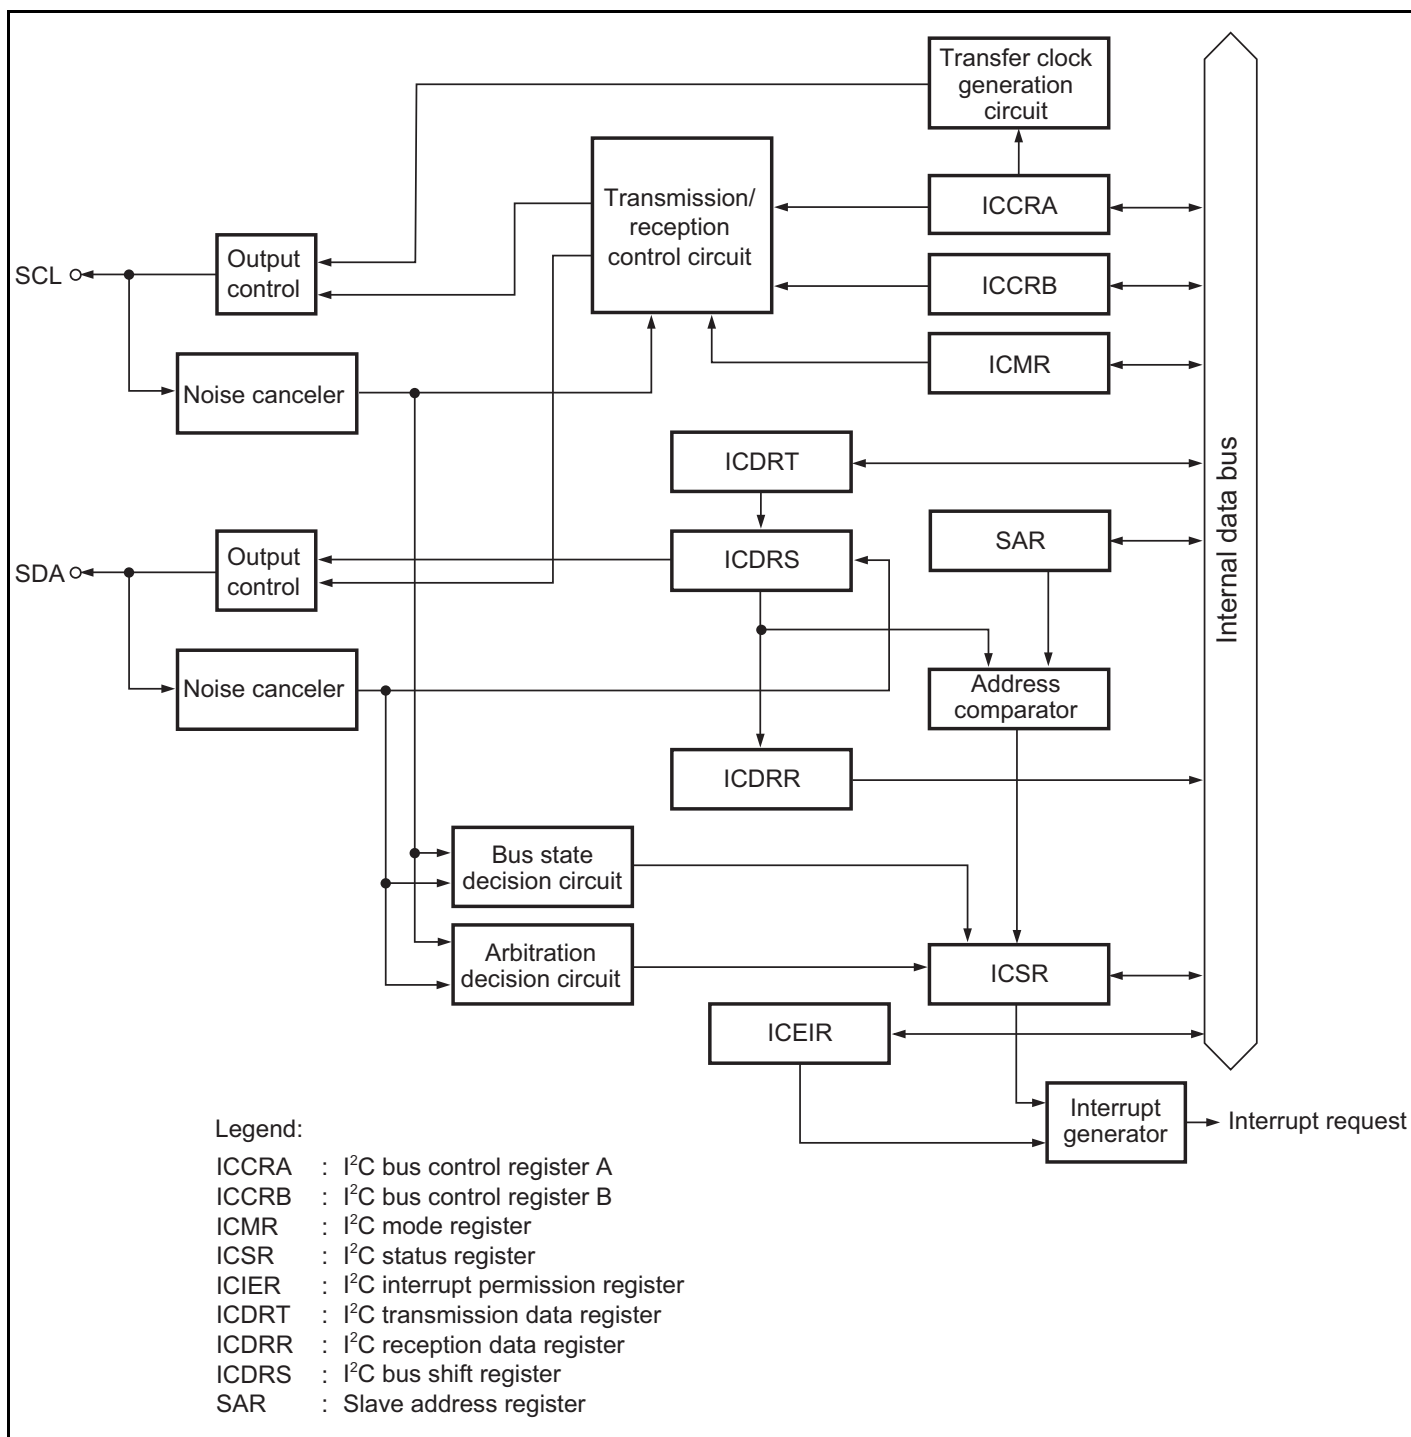 Transfer clock
generation
circuit
Transmission/
reception
control circuit
ICCRA
Output
control
SCL
ICCRB
ICMR
Noise canceler
ICDRT
Internal data bus
SAR
Output
control
ICDRS
SDA
Noise canceler
Address
comparator
ICDRR
Bus state
decision circuit
Arbitration
decision circuit
ICSR
ICEIR
Interrupt
generator
Interrupt request
Legend:
ICCRA : I²C bus control register A
ICCRB : I²C bus control register B
ICMR : I²C mode register
ICSR : I²C status register
ICIER : I²C interrupt permission register
ICDRT : I²C transmission data register
ICDRR : I²C reception data register
ICDRS : I²C bus shift register
SAR : Slave address register